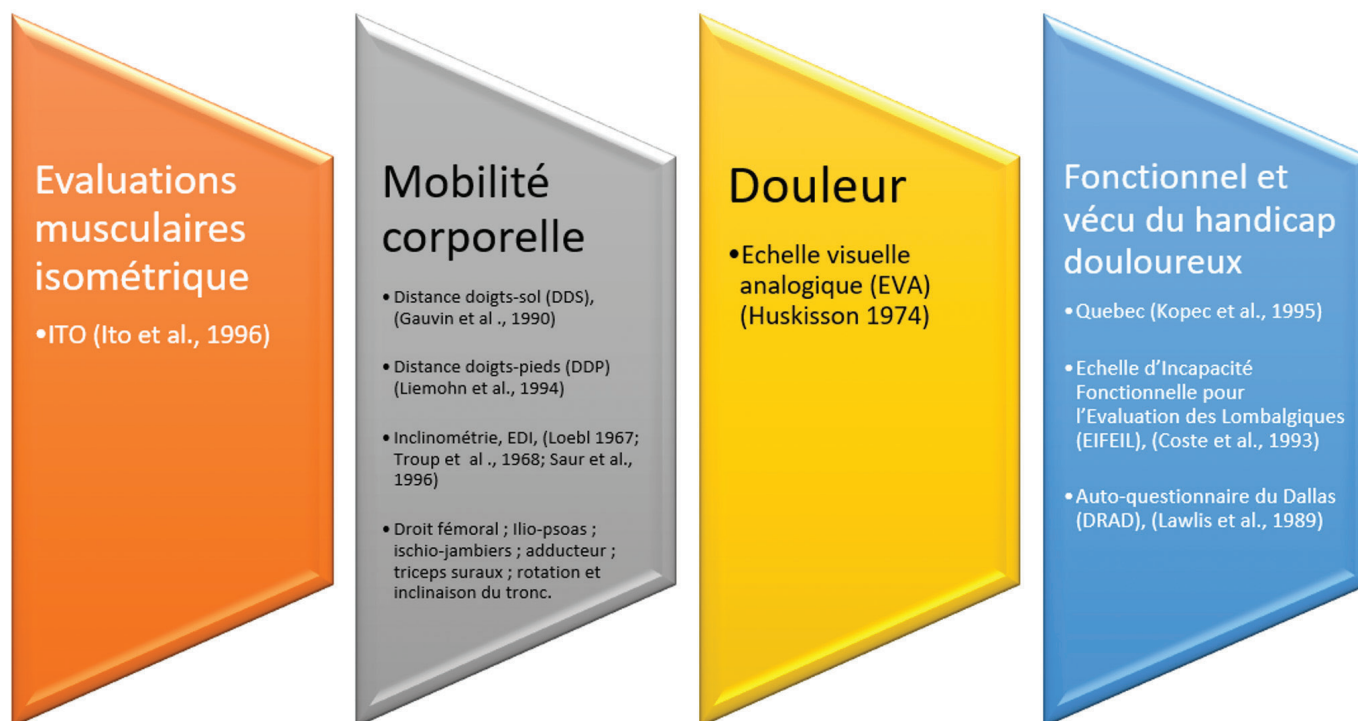 Evaluations
musculaires
isométrique
•ITO (Ito et al., 1996)
Mobilité
corporelle
• Distance doigts-sol (DDS),
(Gauvin et al ., 1990)
• Distance doigts-pieds (DDP)
(Liemohn et al., 1994)
• Inclinométrie, EDI, (Loebl 1967;
Troup et al ., 1968; Saur et al.,
1996)
• Droit fémoral ; Ilio-psoas ;
ischio-jambiers ; adducteur ;
triceps suraux ; rotation et
inclinaison du tronc.
Douleur
•Echelle visuelle
analogique (EVA)
(Huskisson 1974)
Fonctionnel et
vécu du handicap
douloureux
•Quebec (Kopec et al., 1995)
•Echelle d’Incapacité
Fonctionnelle pour
l’Evaluation des Lombalgiques
(EIFEIL), (Coste et al., 1993)
•Auto-questionnaire du Dallas
(DRAD), (Lawlis et al., 1989)